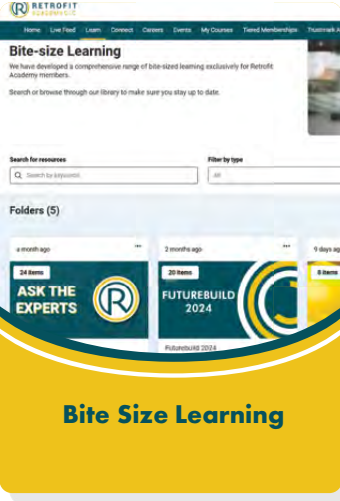 RETROFIT
ACADEMY CIC
Home Live Feed Learn Connect Careers Events My Courses Tiered Memberships Trustmark
Bite-size Learning
We have developed a comprehensive range of bite-sized learning exclusively for Retrofit
Academy members.
Search or browse through our library to make sure you stay up to date.
Search for resources Filter by type
Search by keywords All
Folders (5)
a month ago 2 months ago 9 days ago
24 items 20 items 8 items
ASK THE
EXPERTS
R
FUTUREBUILD
2024
Futurebuild 2024
Bite Size Learning